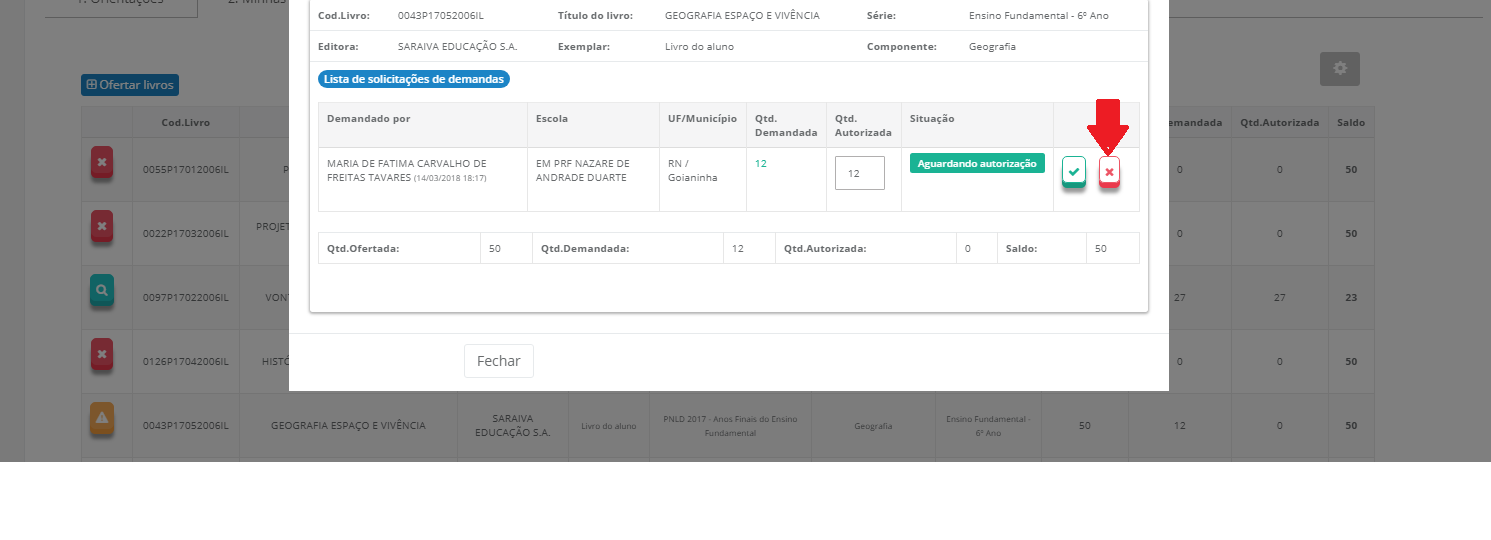 1. Orientações
2. Minhas
Cod.Livro: 0043P17052006IL Título do livro: GEOGRAFIA ESPAÇO E VIVÊNCIA Série: Ensino Fundamental - 6º Ano
Editora: SARAIVA EDUCAÇÃO S.A. Exemplar: Livro do aluno Componente: Geografia
Lista de solicitações de demandas
Demandado por Escola UF/Município Qtd. Demandada Qtd. Autorizada Situação
MARIA DE FATIMA CARVALHO DE EM PRF NAZARE DE RN / 12 12 Aguardando autorização
FREITAS TAVARES (14/03/2018 18:17) ANDRADE DUARTE Goianinha
Qtd.Ofertada: 50 Qtd.Demandada: 12 Qtd.Autorizada: 0 Saldo: 50
Fechar
Ofertar livros
Cod.Livro emandada Qtd.Autorizada Saldo
0055P17012006IL P 0 0 50
0022P17032006IL PROJET 0 0 50
0097P17022006IL VONT 27 27 23
0126P17042006IL HISTÓ 0 0 50
0043P17052006IL GEOGRAFIA ESPAÇO E VIVÊNCIA SARAIVA EDUCAÇÃO S.A. Livro do aluno PNLD 2017 - Anos Finais do Ensino Fundamental Geografia Ensino Fundamental - 6º Ano 50 12 0 50